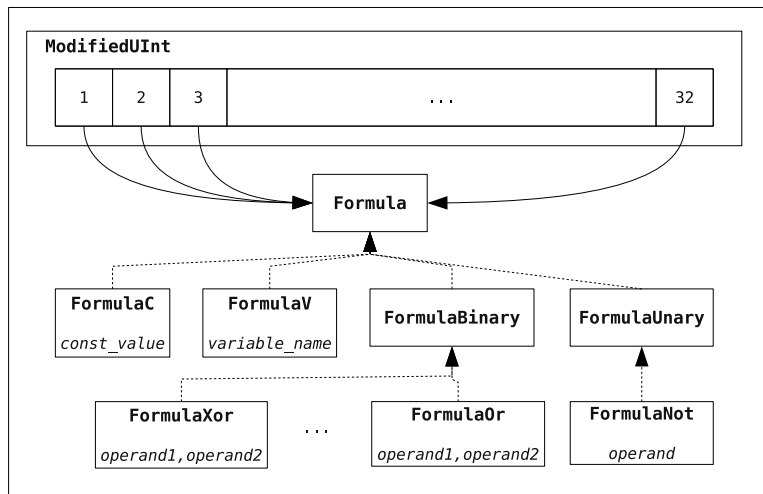 ModifiedUInt
1 2 3 ... 32
Formula
FormulaC FormulaV FormulaBinary FormulaUnary
const_value variable_name
FormulaXor ... FormulaOr FormulaNot
operand1,operand2 operand1,operand2 operand